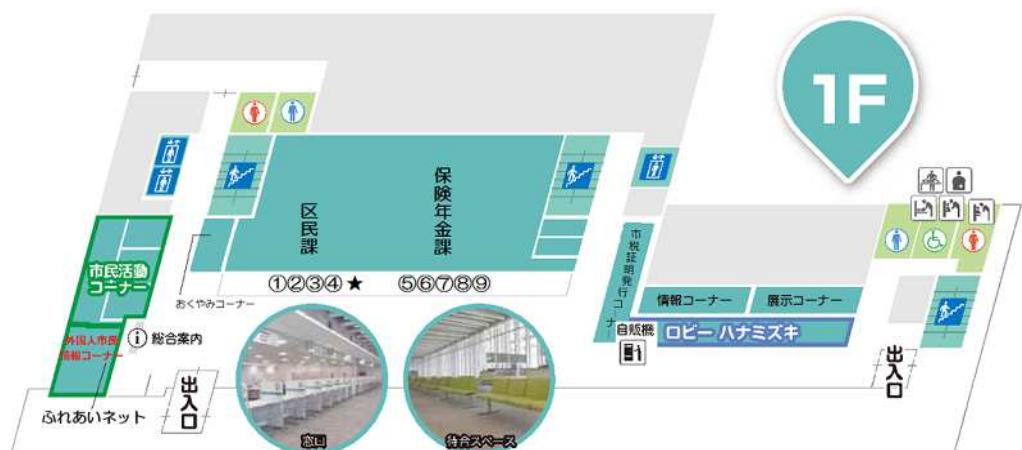 1F
保険年金課
区民課
①②③④★
⑤⑥⑦⑧⑨
おくやみコーナー
市民活動
コーナー
外国人市民
情報コーナー
総合案内
ふれあいネット
出入口
窓口
待合スペース
市税証明発行コーナー
情報コーナー
展示コーナー
自販機
ロビー ハナミズキ
出入口